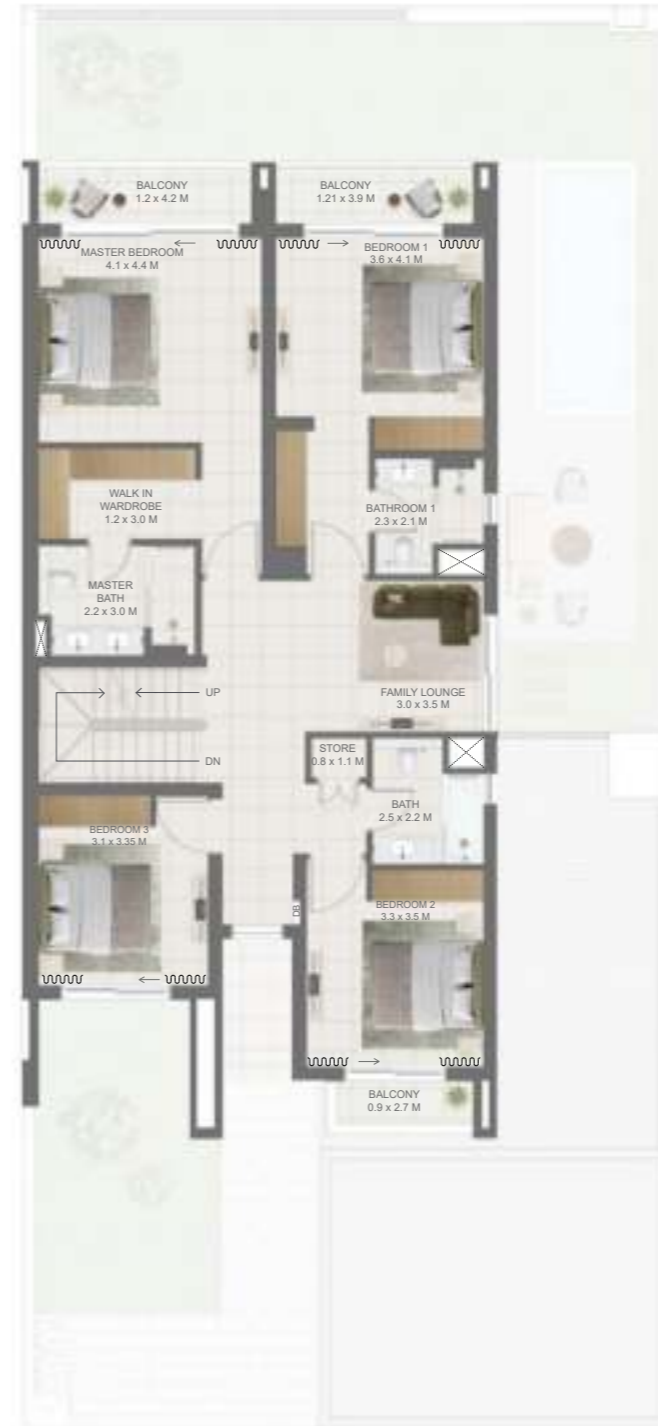 BALCONY
1.2 x 4.2 M
BALCONY
1.21 x 3.9 M
MASTER BEDROOM
4.1 x 4.4 M
BEDROOM 1
3.6 x 4.1 M
WALK IN
WARDROBE
1.2 x 3.0 M
BATHROOM 1
2.3 x 2.1 M
MASTER
BATH
2.2 x 3.0 M
UP
FAMILY LOUNGE
3.0 x 3.5 M
DN
STORE
0.8 x 1.1 M
BATH
2.5 x 2.2 M
BEDROOM 3
3.1 x 3.35 M
DB
BEDROOM 2
3.3 x 3.5 M
BALCONY
0.9 x 2.7 M